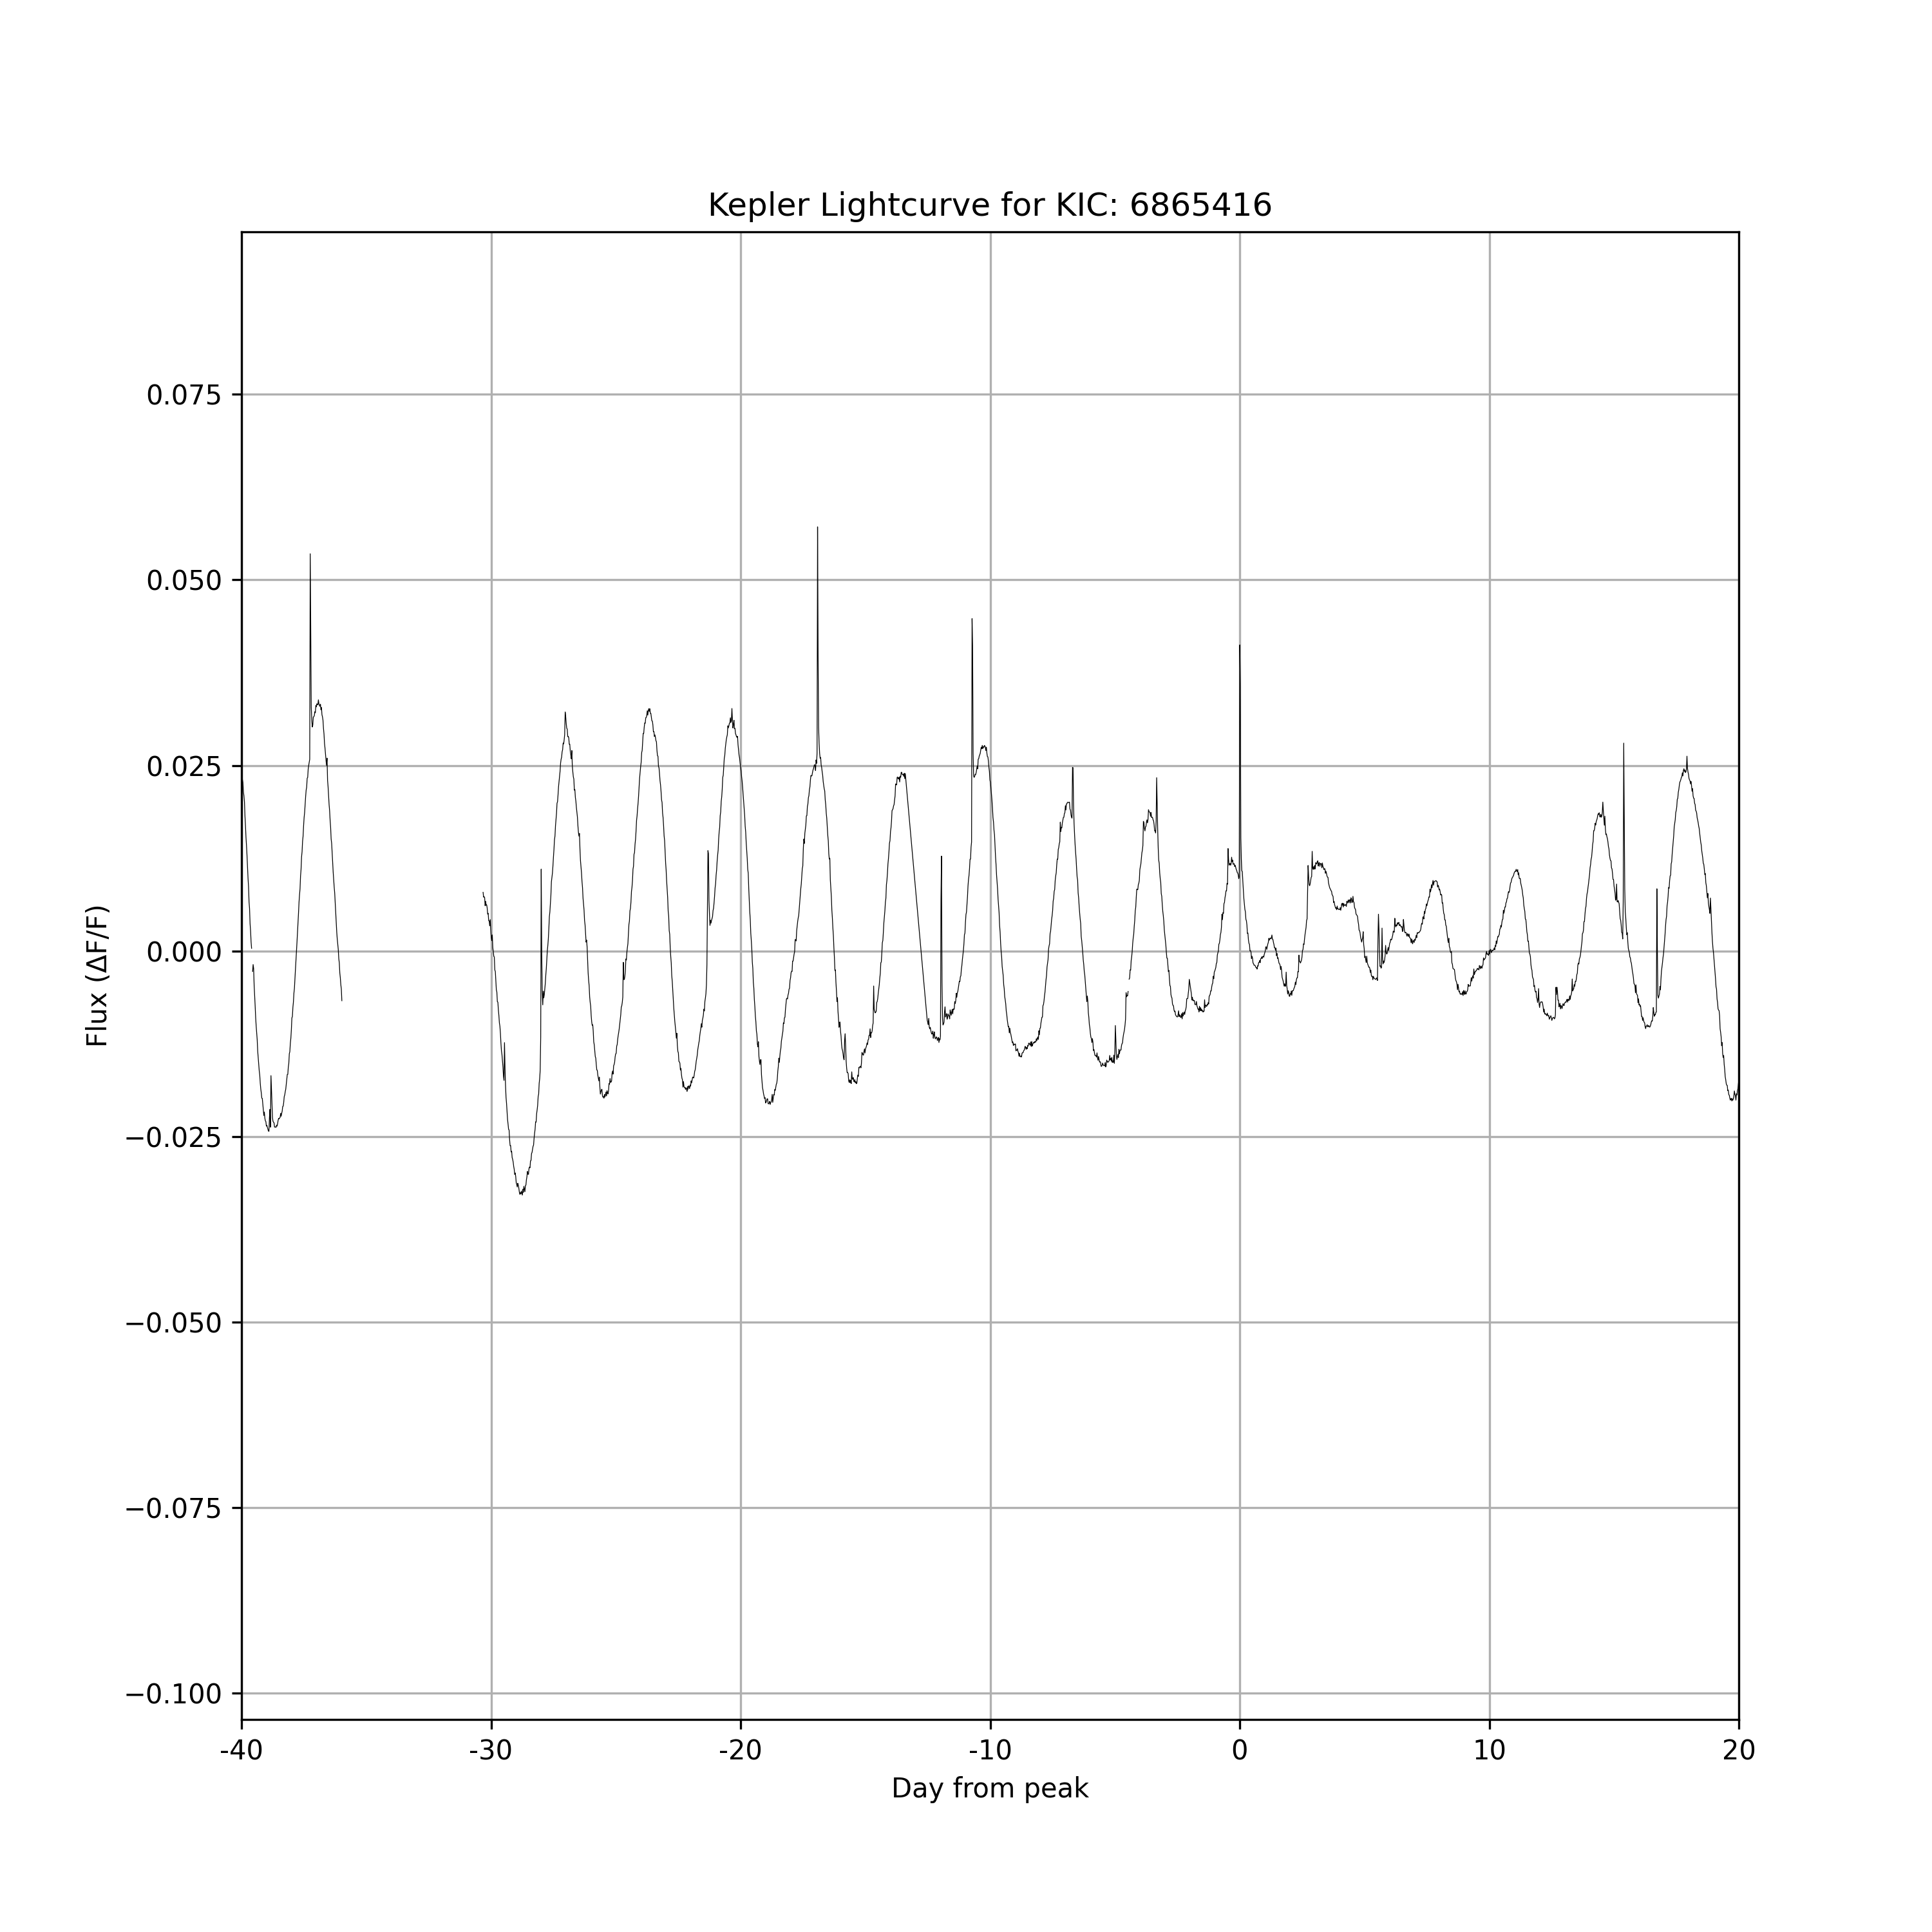 Kepler Lightcurve for KIC: 6865416
0.075
0.050
0.025
0.000
−0.025
−0.050
−0.075
−0.100
Flux (ΔF/F)
-40 -30 -20 -10 0 10 20
Day from peak